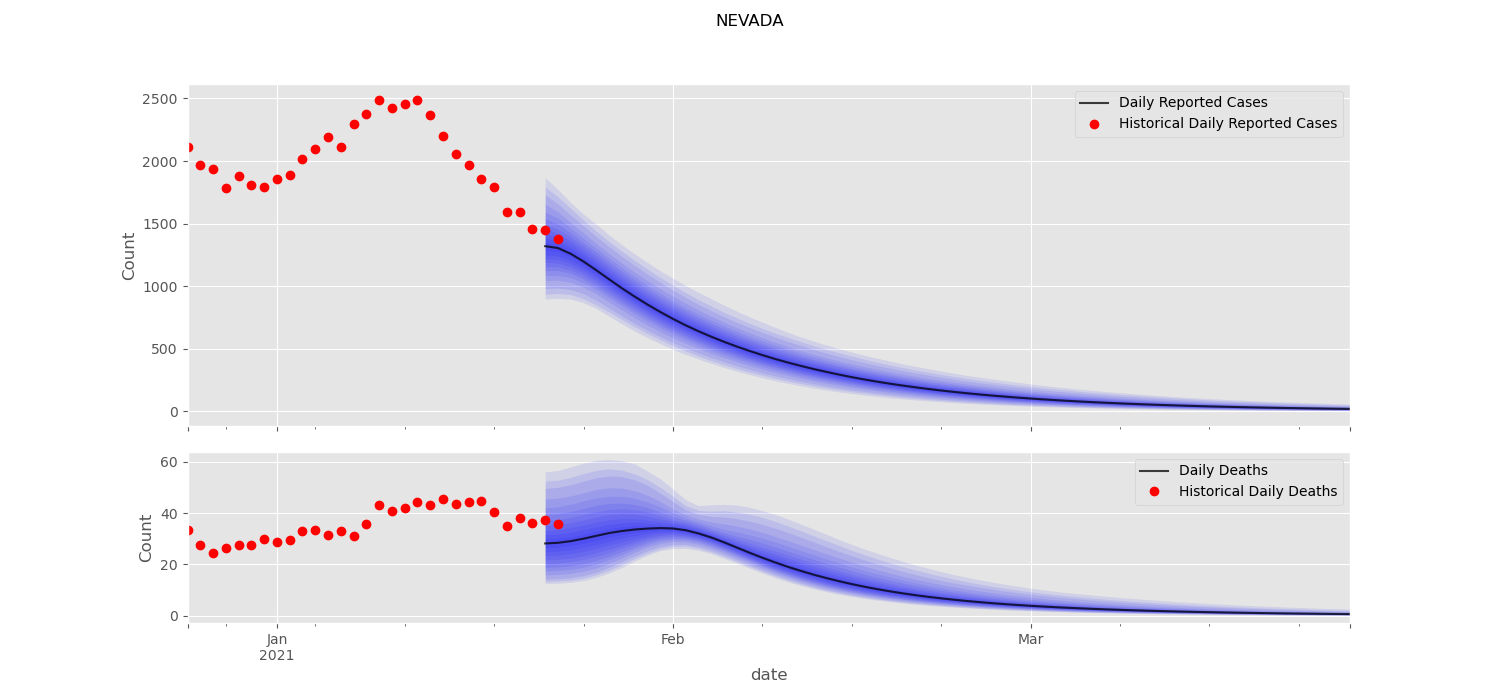 NEVADA
2500
2000
1500
1000
500
0
Count
Daily Reported Cases
Historical Daily Reported Cases
60
40
20
0
Count
Daily Deaths
Historical Daily Deaths
Jan
2021
Feb
Mar
date